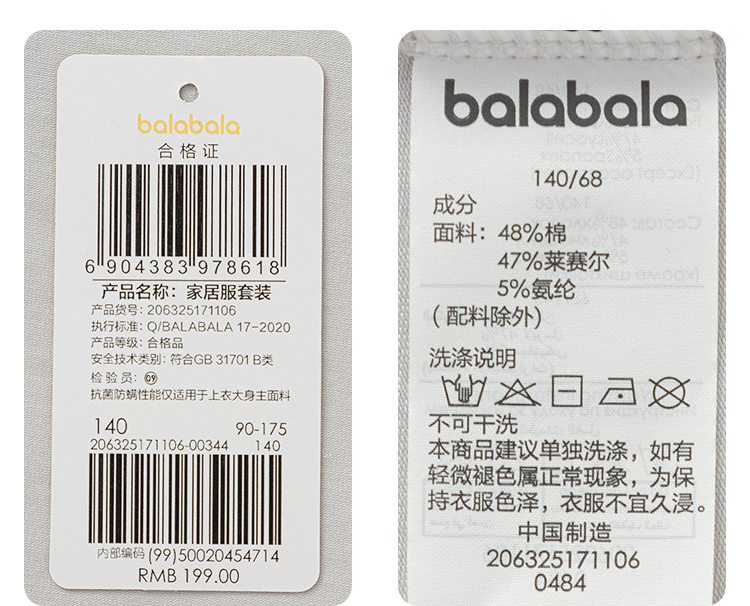 balabala
合格证
6 904383 978618
产品名称：家居服套装
产品货号：206325171106
执行标准：Q/BALABALA 17-2020
产品等级：合格品
安全技术类别：符合GB 31701 B类
检验员：09
抗菌防螨性能仅适用于上衣大身主面料
140 90-175
206325171106-00344 140
内部编码 (99)50020454714
RMB 199.00
balabala
140/68
成分
面料：48%棉
47%莱赛尔
5%氨纶
(配料除外)
洗涤说明
不可干洗
本商品建议单独洗涤，如有
轻微褪色属正常现象，为保
持衣服色泽，衣服不宜久浸。
中国制造
206325171106
0484